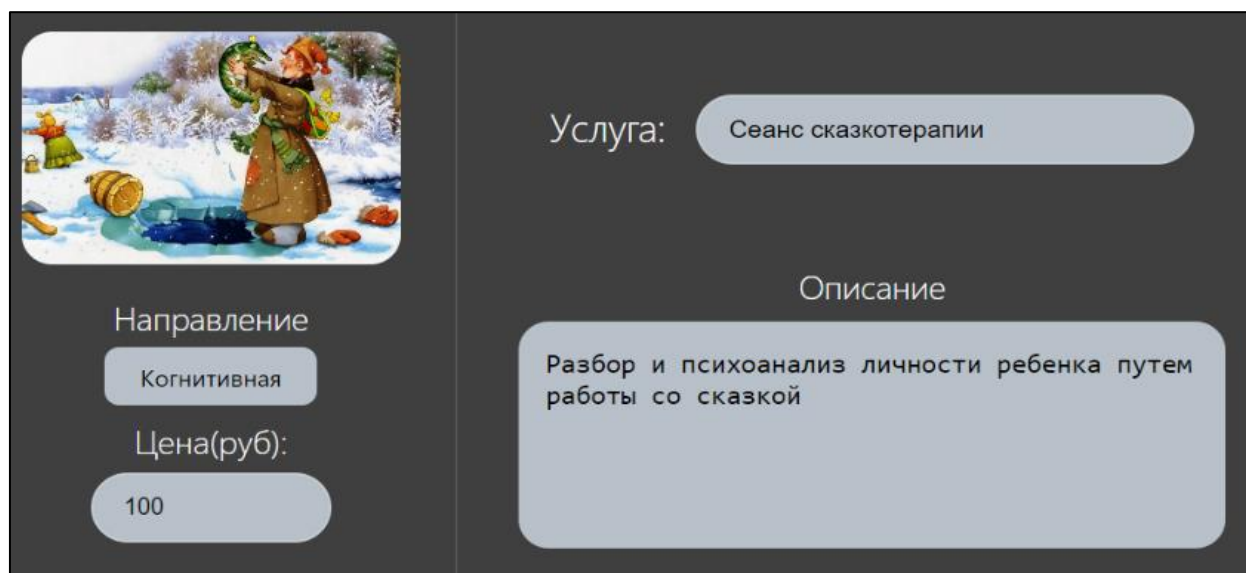 Направление
Когнитивная
Цена(руб):
100
Услуга:
Сеанс сказкотерапии
Описание
Разбор и психоанализ личности ребенка путем
работы со сказкой